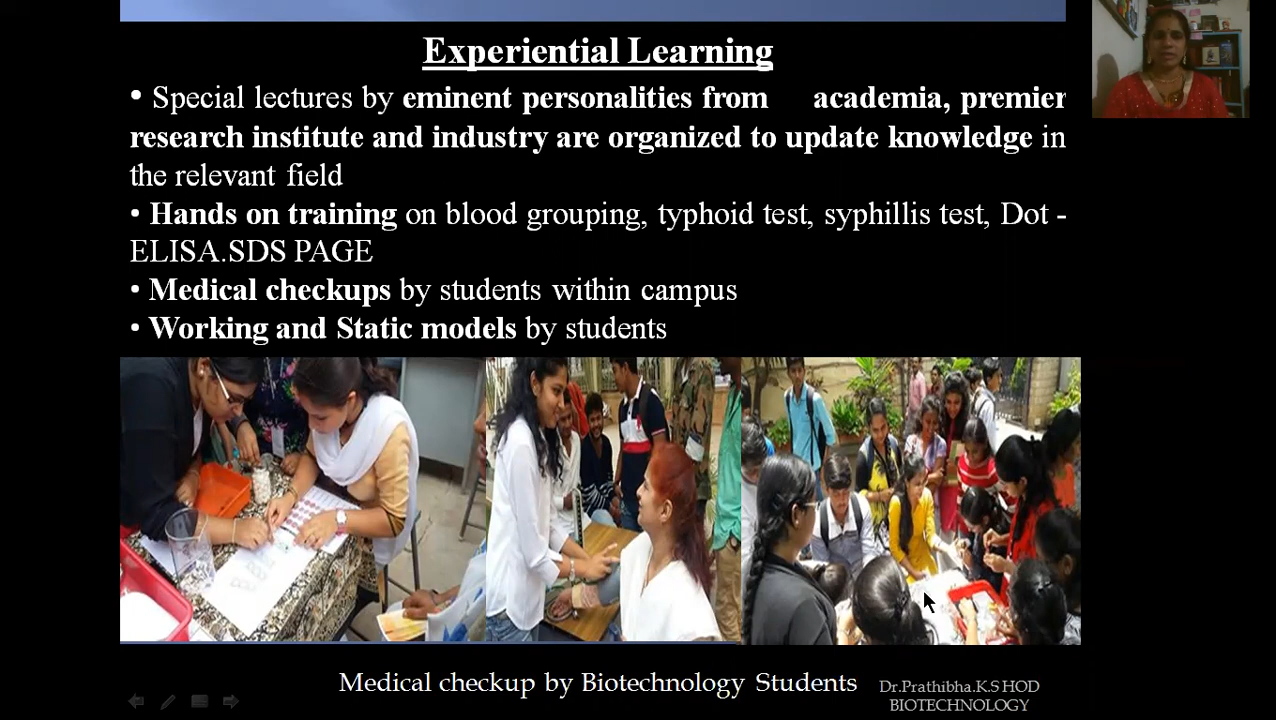 Experiential Learning
• Special lectures by eminent personalities from academia, premier
research institute and industry are organized to update knowledge in
the relevant field
• Hands on training on blood grouping, typhoid test, syphillis test, Dot -
ELISA.SDS PAGE
• Medical checkups by students within campus
• Working and Static models by students
Medical checkup by Biotechnology Students
Dr.Prathibha.K.S HOD
BIOTECHNOLOGY